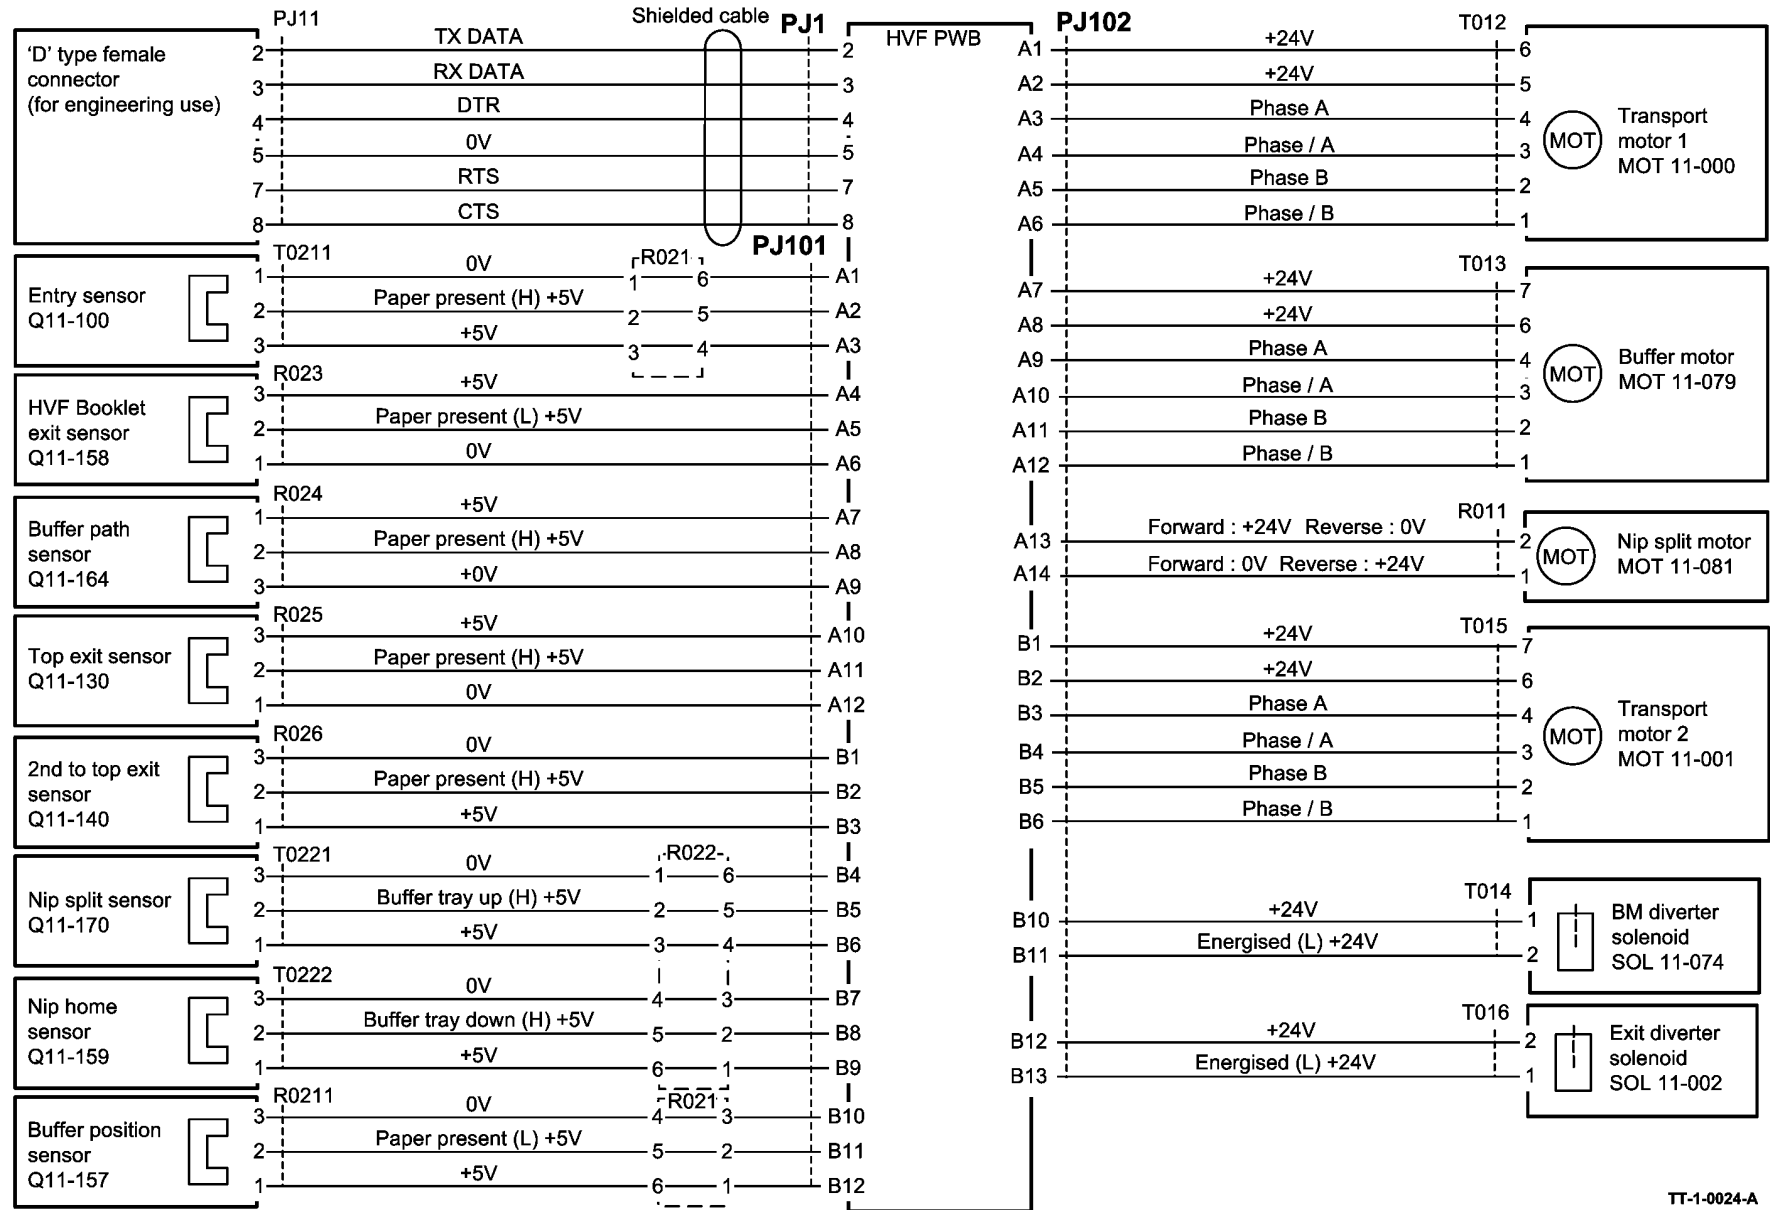 PJ11
Shielded cable
PJ1
'D' type female
connector
(for engineering use)
2 TX DATA 2
3 RX DATA 3
4 DTR 4
5 0V 5
7 RTS 7
8 CTS 8
HVF PWB
PJ101
T0211
R021
Entry sensor
Q11-100
1 0V 1 6 A1
2 Paper present (H) +5V 2 5 A2
3 +5V 3 4 A3
R023
HVF Booklet
exit sensor
Q11-158
3 +5V A4
2 Paper present (L) +5V A5
1 0V A6
R024
Buffer path
sensor
Q11-164
1 +5V A7
2 Paper present (H) +5V A8
3 +0V A9
R025
Top exit sensor
Q11-130
3 +5V A10
2 Paper present (H) +5V A11
1 0V A12
R026
2nd to top exit
sensor
Q11-140
3 0V B1
2 Paper present (H) +5V B2
1 +5V B3
T0221
R022
Nip split sensor
Q11-170
3 0V 1 6 B4
2 Buffer tray up (H) +5V 2 5 B5
1 +5V 3 4 B6
T0222
Nip home
sensor
Q11-159
3 0V 4 3 B7
2 Buffer tray down (H) +5V 5 2 B8
1 +5V 6 1 B9
R0211
R021
Buffer position
sensor
Q11-157
3 0V 4 3 B10
2 Paper present (L) +5V 5 2 B11
1 +5V 6 1 B12
PJ102
T012
A1 +24V 6
A2 +24V 5
A3 Phase A 4
A4 Phase / A 3
A5 Phase B 2
A6 Phase / B 1
MOT
Transport
motor 1
MOT 11-000
T013
A7 +24V 7
A8 +24V 6
A9 Phase A 4
A10 Phase / A 3
A11 Phase B 2
A12 Phase / B 1
MOT
Buffer motor
MOT 11-079
R011
A13 Forward : +24V Reverse : 0V 2
A14 Forward : 0V Reverse : +24V 1
MOT
Nip split motor
MOT 11-081
T015
B1 +24V 7
B2 +24V 6
B3 Phase A 4
B4 Phase / A 3
B5 Phase B 2
B6 Phase / B 1
MOT
Transport
motor 2
MOT 11-001
T014
B10 +24V 1
B11 Energised (L) +24V 2
BM diverter
solenoid
SOL 11-074
T016
B12 +24V 2
B13 Energised (L) +24V 1
Exit diverter
solenoid
SOL 11-002
TT-1-0024-A